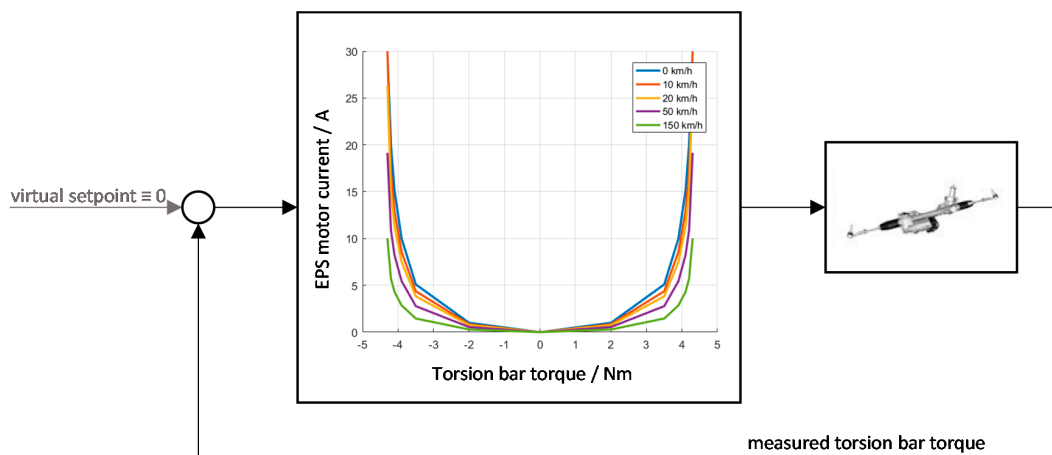 30
25
20
15
10
5
0
EPS motor current / A
0 km/h
10 km/h
20 km/h
50 km/h
150 km/h
virtual setpoint ≡ 0
-5 -4 -3 -2 -1 0 1 2 3 4 5
Torsion bar torque / Nm
measured torsion bar torque